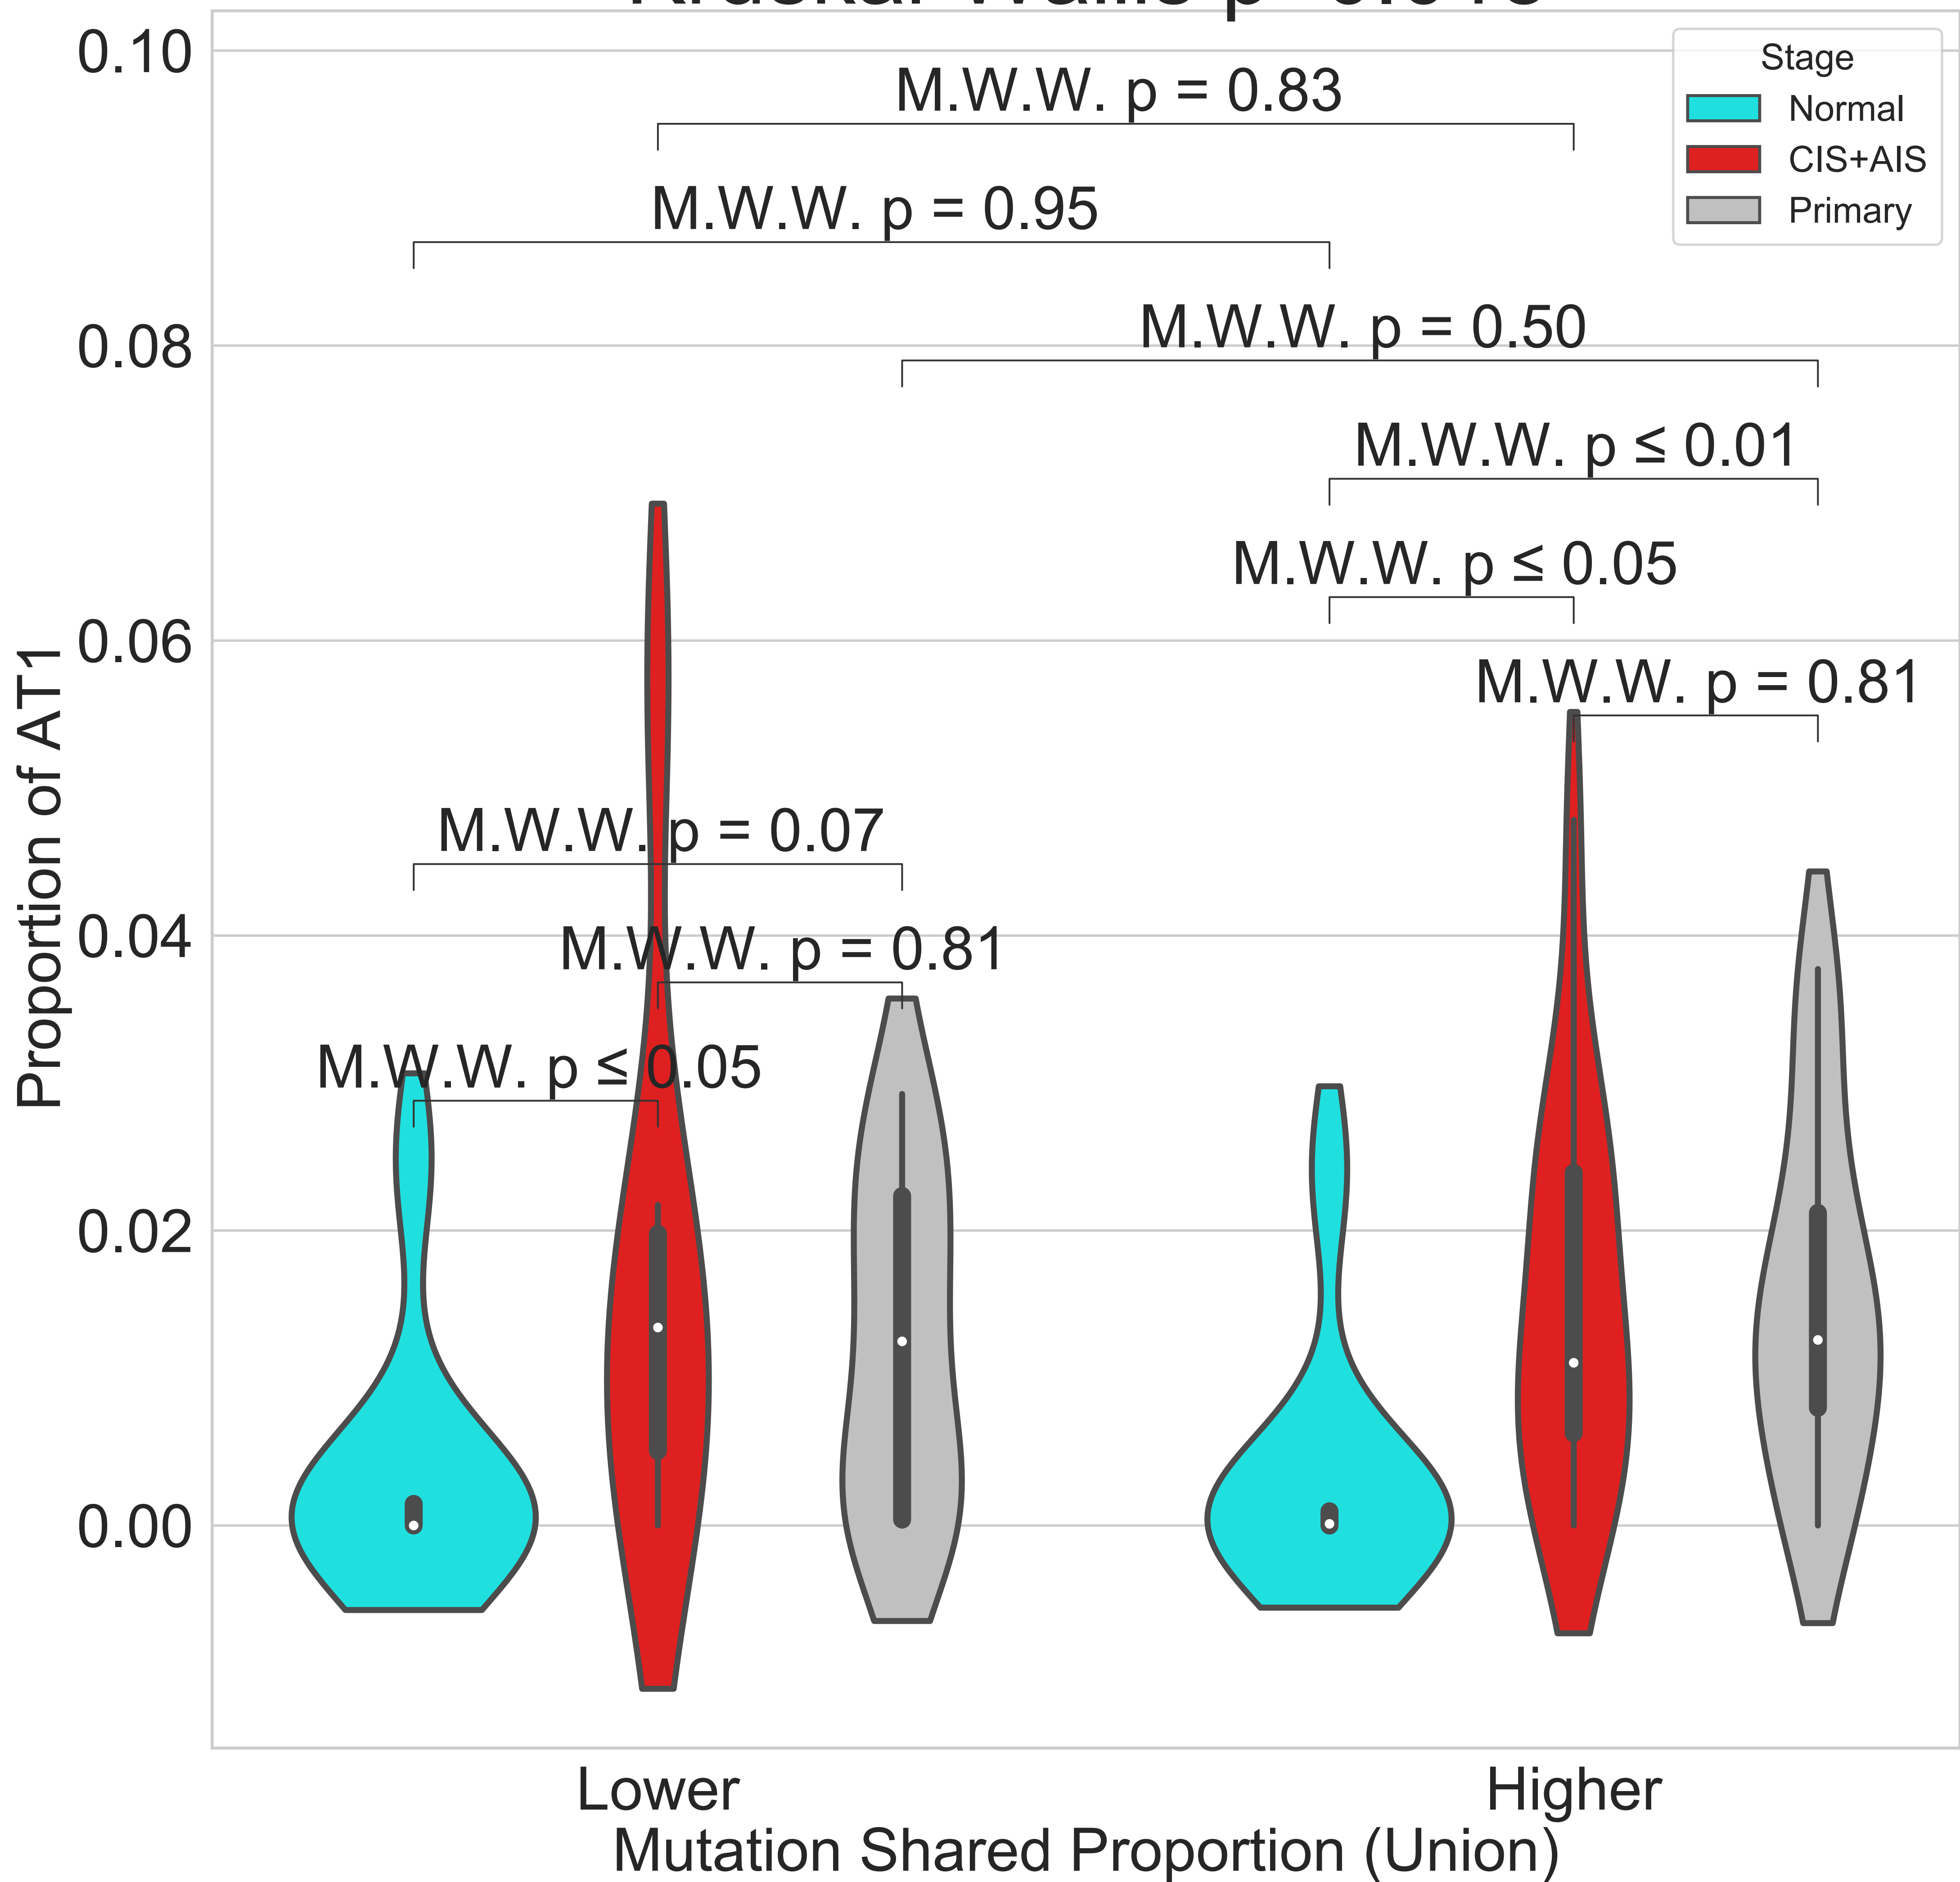 0.10
M.W.W. p = 0.83
Stage
Normal
CIS+AIS
Primary
M.W.W. p = 0.95
M.W.W. p = 0.50
0.08
M.W.W. p ≤ 0.01
M.W.W. p ≤ 0.05
0.06
M.W.W. p = 0.81
M.W.W. p = 0.07
0.04
M.W.W. p = 0.81
M.W.W. p ≤ 0.05
0.02
0.00
Proportion of AT1
Lower
Higher
Mutation Shared Proportion (Union)